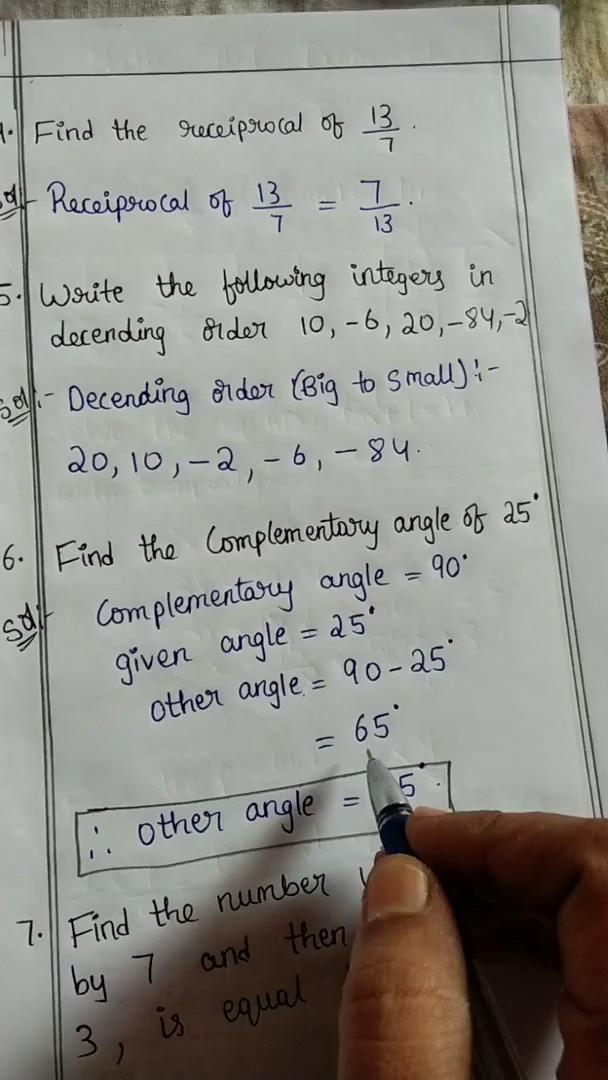 Find the receiprocal of 13/7.
Sol:- Receiprocal of 13/7 = 7/13.
5. Write the following integers in
decending order 10, -6, 20, -84, -2
Sol:- Decending order (Big to small) :-
20, 10, -2, -6, -84.
6. Find the Complementary angle of 25°
Sol:- Complementary angle = 90°
given angle = 25°
other angle = 90 - 25°
= 65°
∴ other angle = 5°.
7. Find the number
by 7 and then
3, is equal